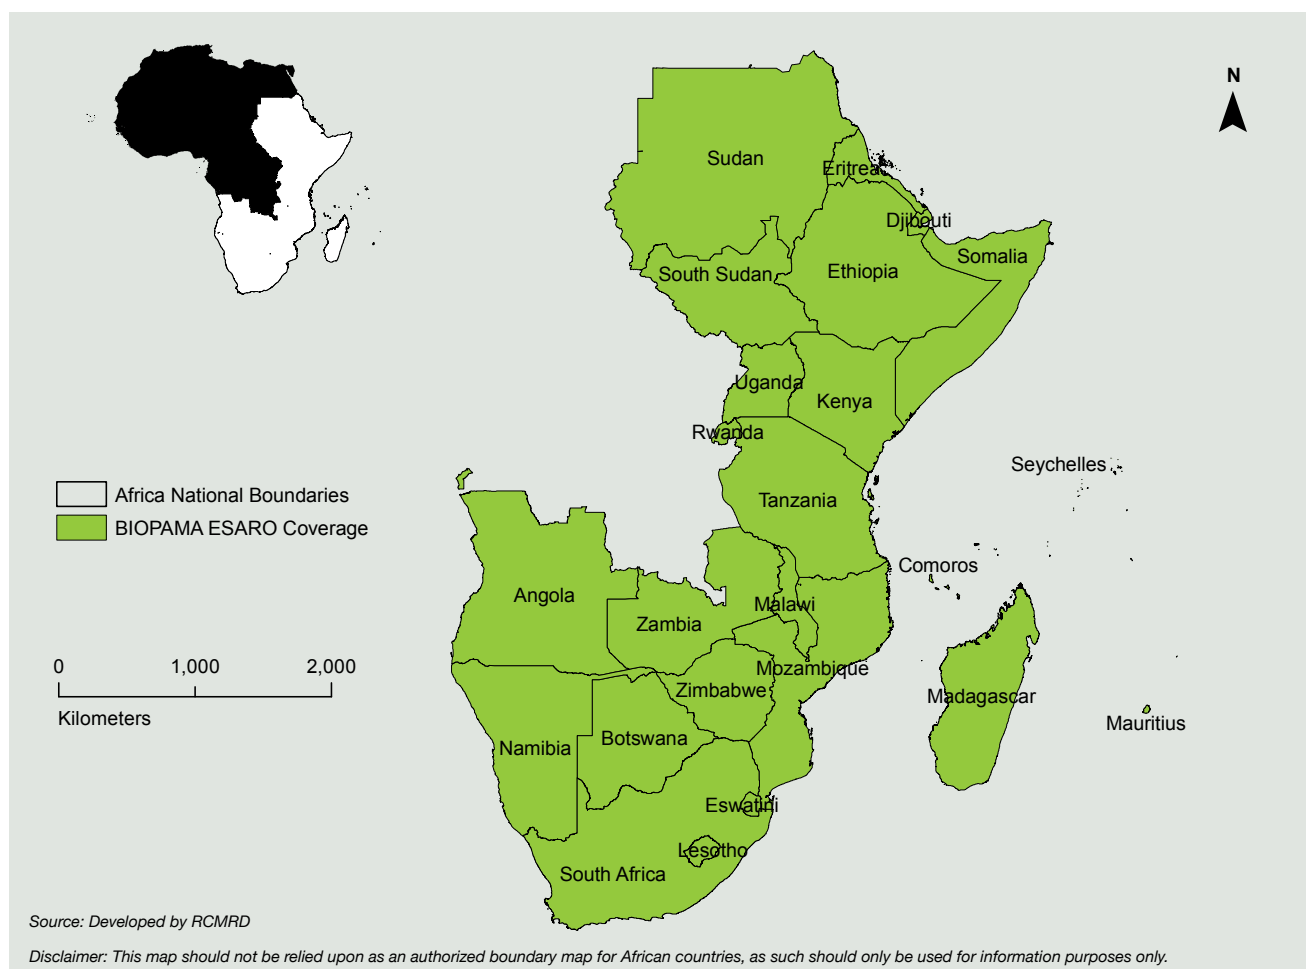 N
Sudan
Eritrea
Djibouti
Somalia
South Sudan
Ethiopia
Uganda
Kenya
Rwanda
Seychelles
Tanzania
Africa National Boundaries
BIOPAMA ESARO Coverage
Comoros
Angola
Malawi
Zambia
0 1,000 2,000
Kilometers
Mozambique
Zimbabwe
Madagascar
Mauritius
Namibia
Botswana
Eswatini
Lesotho
South Africa
Source: Developed by RCMRD
Disclaimer: This map should not be relied upon as an authorized boundary map for African countries, as such should only be used for information purposes only.